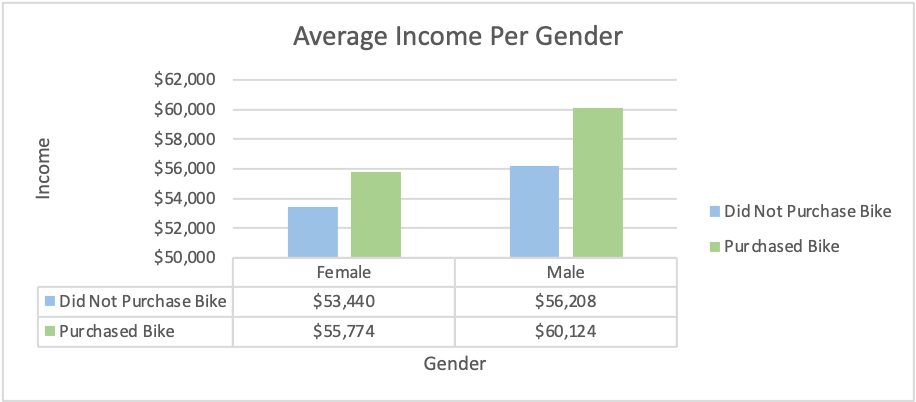 Average Income Per Gender
$62,000
$60,000
$58,000
$56,000
$54,000
$52,000
$50,000
Income
Did Not Purchase Bike
Purchased Bike
Female Male
Did Not Purchase Bike $53,440 $56,208
Purchased Bike $55,774 $60,124
Gender